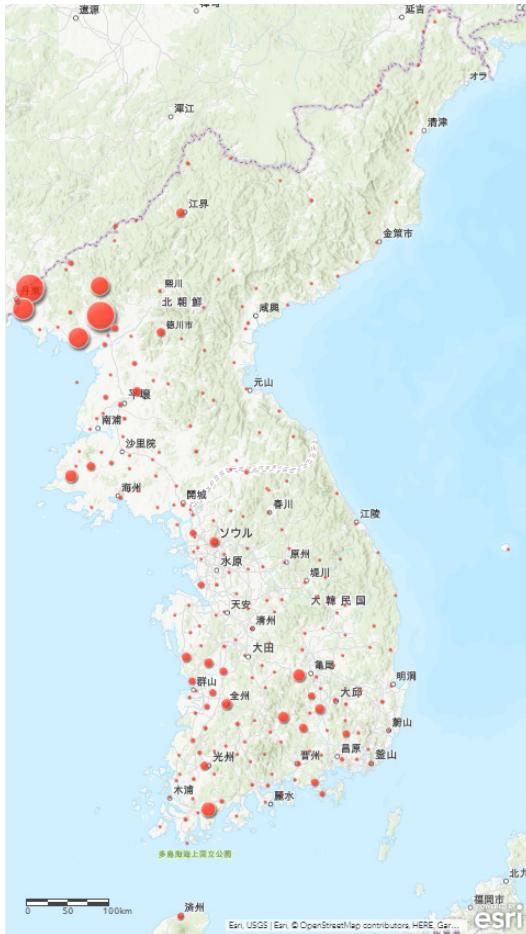 遼源
延吉
オラ
渾江
清津
江界
金策市
丹東
熙川
北朝鮮
咸興
徳川市
元山
平壌
南浦
沙里院
海州
開城
春川
江陵
ソウル
水原
原州
堤川
天安
大韓民国
清州
大田
亀尾
明洞
群山
全州
大邱
蔚山
光州
晋州
昌原
釜山
木浦
麗水
多島海海上国立公園
北九
福岡市
済州
0 50 100km
Esri, USGS | Esri, © OpenStreetMap contributors, HERE, Gar...
esri